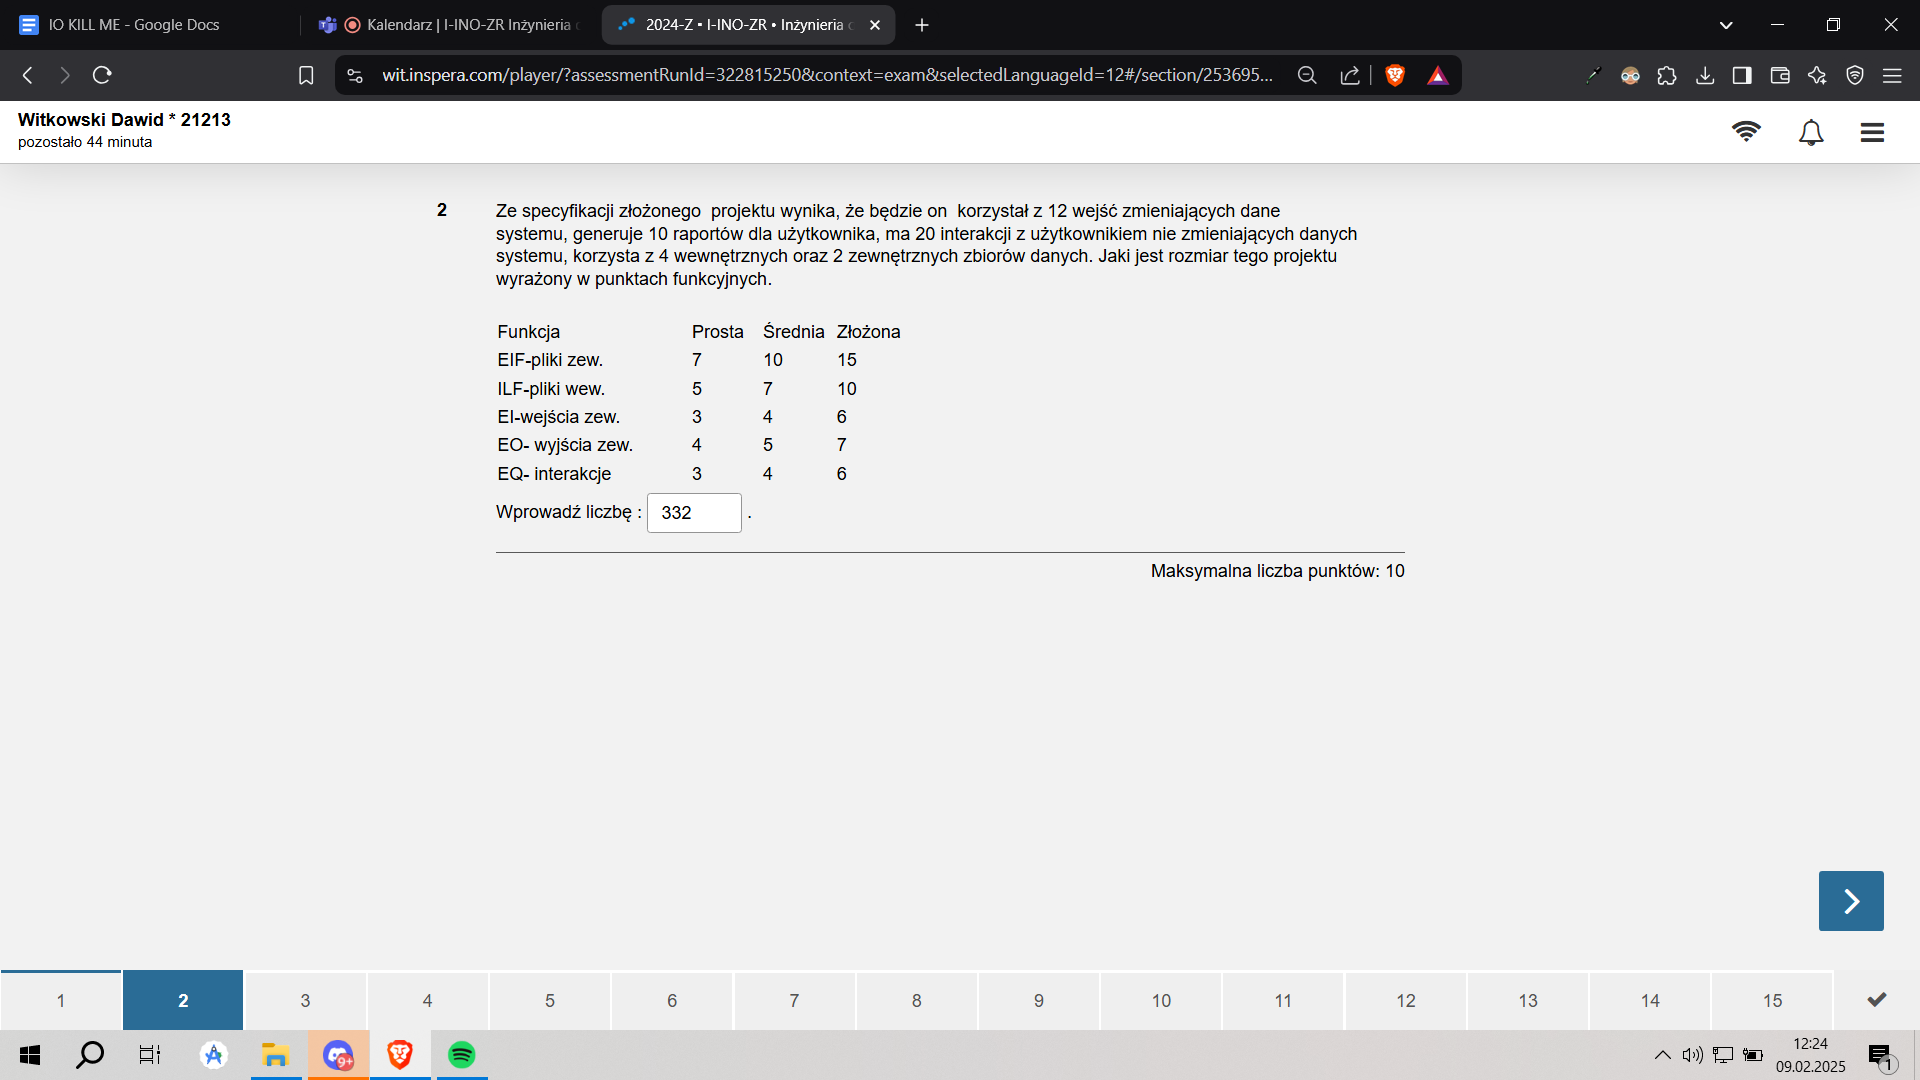 IO KILL ME - Google Docs
Kalendarz | I-INO-ZR Inżynieria
2024-Z • I-INO-ZR • Inżynieria
wit.inspera.com/player/?assessmentRunId=322815250&context=exam&selectedLanguageId=12#/section/253695...
Witkowski Dawid * 21213
pozostało 44 minuta
2
Ze specyfikacji złożonego projektu wynika, że będzie on korzystał z 12 wejść zmieniających dane
systemu, generuje 10 raportów dla użytkownika, ma 20 interakcji z użytkownikiem nie zmieniających danych
systemu, korzysta z 4 wewnętrznych oraz 2 zewnętrznych zbiorów danych. Jaki jest rozmiar tego projektu
wyrażony w punktach funkcyjnych.
Funkcja Prosta Średnia Złożona
EIF-pliki zew. 7 10 15
ILF-pliki wew. 5 7 10
EI-wejścia zew. 3 4 6
EO- wyjścia zew. 4 5 7
EQ- interakcje 3 4 6
Wprowadź liczbę : 332 .
Maksymalna liczba punktów: 10
1 2 3 4 5 6 7 8 9 10 11 12 13 14 15
9+
12:24
09.02.2025
1